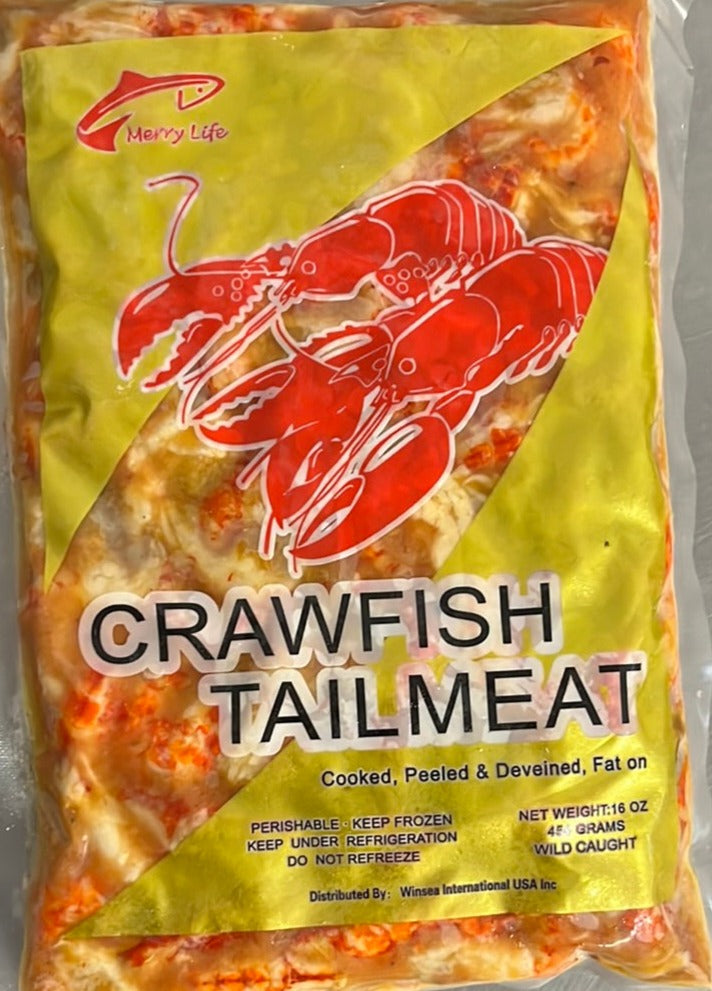 Merry Life
CRAWFISH
TAILMEAT
Cooked, Peeled & Deveined, Fat on
PERISHABLE · KEEP FROZEN
KEEP UNDER REFRIGERATION
DO NOT REFREEZE
NET WEIGHT:16 OZ
GRAMS
WILD CAUGHT
Distributed By: Winsea International USA Inc